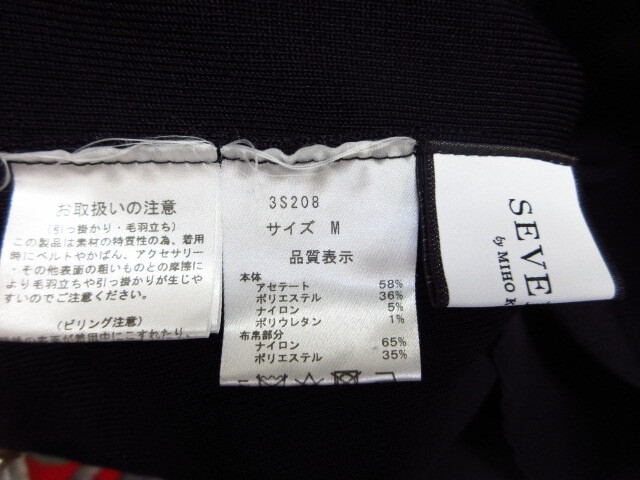 お取扱いの注意
(引っ掛かり・毛羽立ち)
この製品は素材の特質性の為、着用
時にベルトやかばん、アクセサリー
・その他表面の粗いものとの摩擦に
より毛羽立ちや引っ掛かりが生じや
すいのでご注意ください。
(ピリング注意)
3S208
サイズ M
品質表示
本体
アセテート 58%
ポリエステル 36%
ナイロン 5%
ポリウレタン 1%
布帛部分
ナイロン 65%
ポリエステル 35%
SEVE
by MIHO K